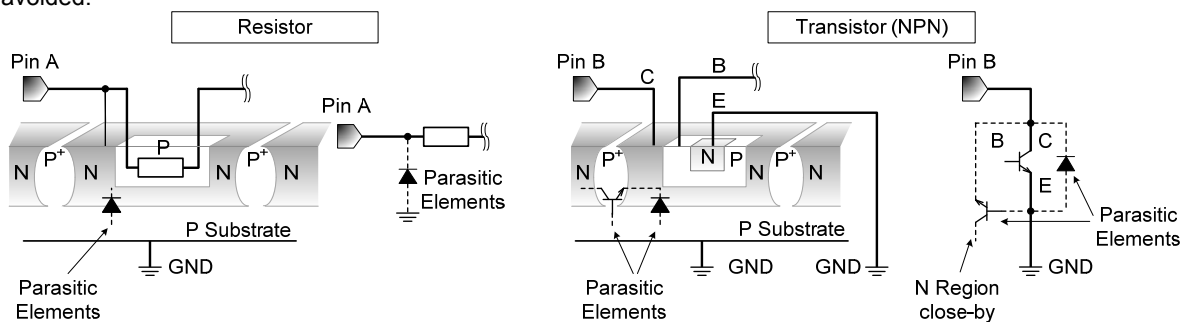 avoided.
Resistor
Transistor (NPN)
Pin A
Pin A
N
P+
N
P
N
P+
N
Parasitic
Elements
P Substrate
GND
Parasitic
Elements
Pin B
C
B
E
N
P+
N
N
P
N
P+
N
P Substrate
GND
GND
Parasitic
Elements
Pin B
B
C
E
Parasitic
Elements
GND
N Region
close-by